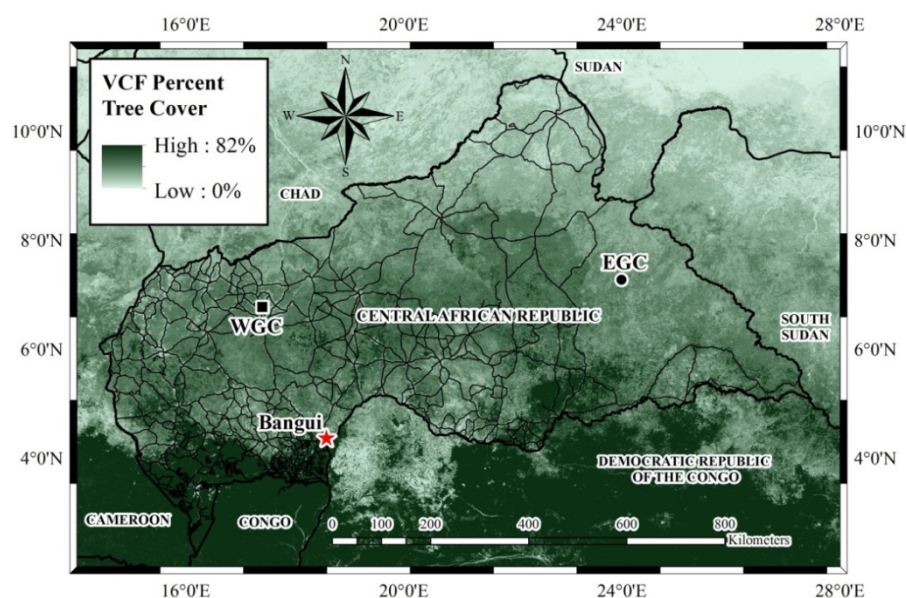 16°0'E 20°0'E 24°0'E 28°0'E
VCF Percent
Tree Cover
High : 82%
Low : 0%
N
W E
S
SUDAN
10°0'N 10°0'N
CHAD
8°0'N 8°0'N
EGC
WGC
CENTRAL AFRICAN REPUBLIC
SOUTH
SUDAN
6°0'N 6°0'N
Bangui
4°0'N 4°0'N
DEMOCRATIC REPUBLIC
OF THE CONGO
CAMEROON CONGO
0 100 200 400 600 800
Kilometers
16°0'E 20°0'E 24°0'E 28°0'E